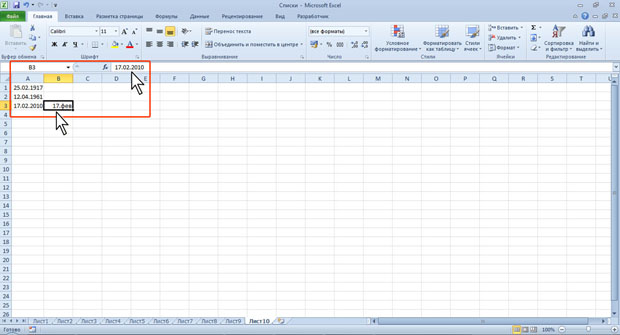 Списки - Microsoft Excel
Файл Главная Вставка Разметка страницы Формулы Данные Рецензирование Вид Разработчик
Вставить Calibri 11 Перенос текста (все форматы) Условное форматирование Форматировать как таблицу Стили ячеек Вставить Удалить Формат Сортировка и фильтр Найти и выделить
Ж К Ч Объединить и поместить в центре % 000
Буфер обмена Шрифт Выравнивание Число Стили Ячейки Редактирование
B3 fx 17.02.2010
A B C D E F G H I J K L M N O P Q R S T
1 25.02.1917
2 12.04.1961
3 17.02.2010 17.фев
4
5
6
7
8
9
10
11
12
13
14
15
16
17
18
19
20
21
22
23
24
25
26
Лист1 Лист2 Лист3 Лист4 Лист5 Лист6 Лист7 Лист8 Лист9 Лист10
Готово 100%